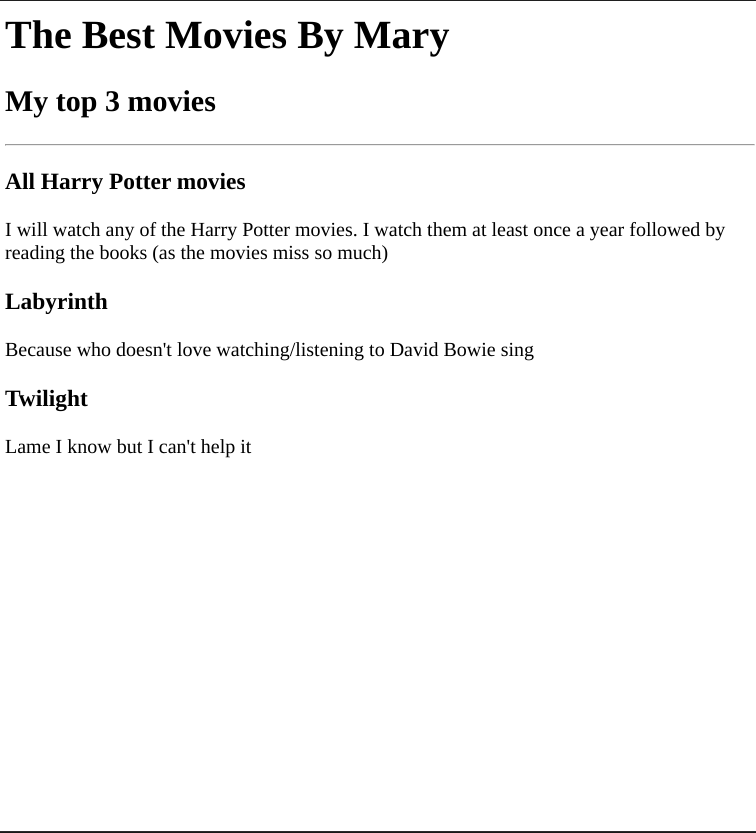 The Best Movies By Mary
My top 3 movies
All Harry Potter movies
I will watch any of the Harry Potter movies. I watch them at least once a year followed by
reading the books (as the movies miss so much)
Labyrinth
Because who doesn't love watching/listening to David Bowie sing
Twilight
Lame I know but I can't help it